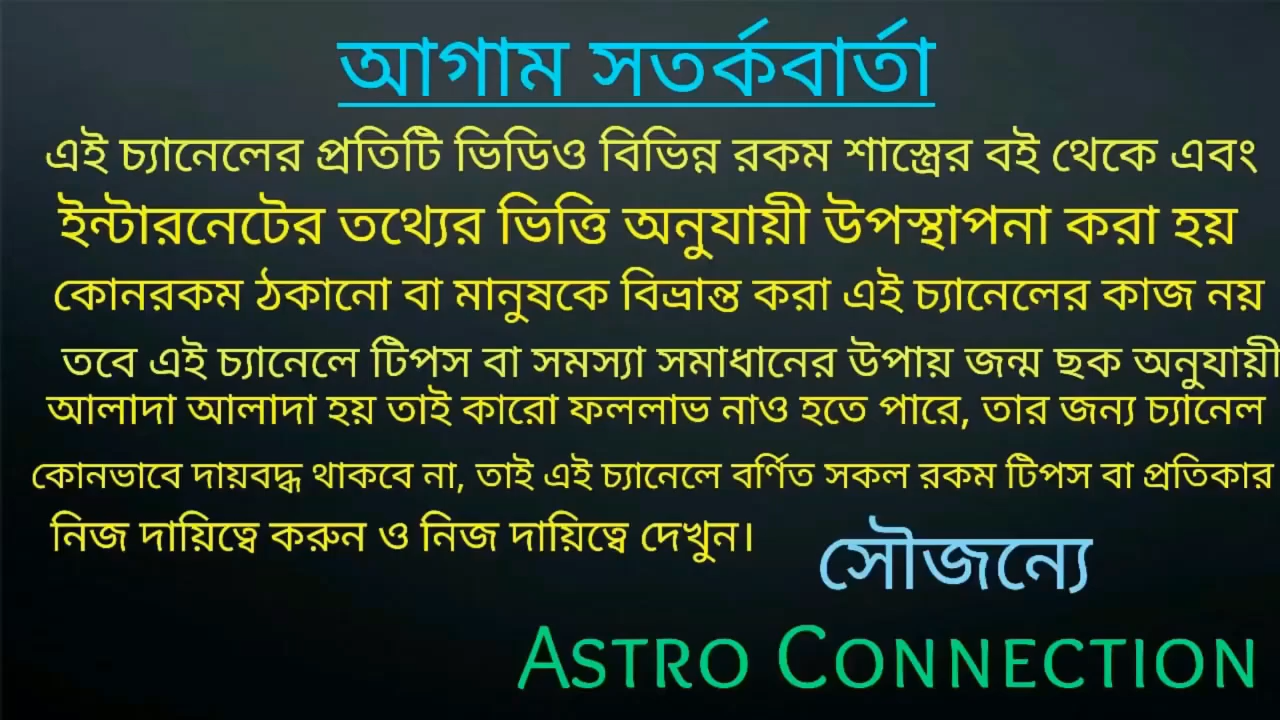 আগাম সতর্কবার্তা
এই চ্যানেলের প্রতিটি ভিডিও বিভিন্ন রকম শাস্ত্রের বই থেকে এবং
ইন্টারনেটের তথ্যের ভিত্তি অনুযায়ী উপস্থাপনা করা হয়
কোনরকম ঠকানো বা মানুষকে বিভ্রান্ত করা এই চ্যানেলের কাজ নয়
তবে এই চ্যানেলে টিপস বা সমস্যা সমাধানের উপায় জন্ম ছক অনুযায়ী
আলাদা আলাদা হয় তাই কারো ফললাভ নাও হতে পারে, তার জন্য চ্যানেল
কোনভাবে দায়বদ্ধ থাকবে না, তাই এই চ্যানেলে বর্ণিত সকল রকম টিপস বা প্রতিকার
নিজ দায়িত্বে করুন ও নিজ দায়িত্বে দেখুন।
সৌজন্যে
ASTRO CONNECTION